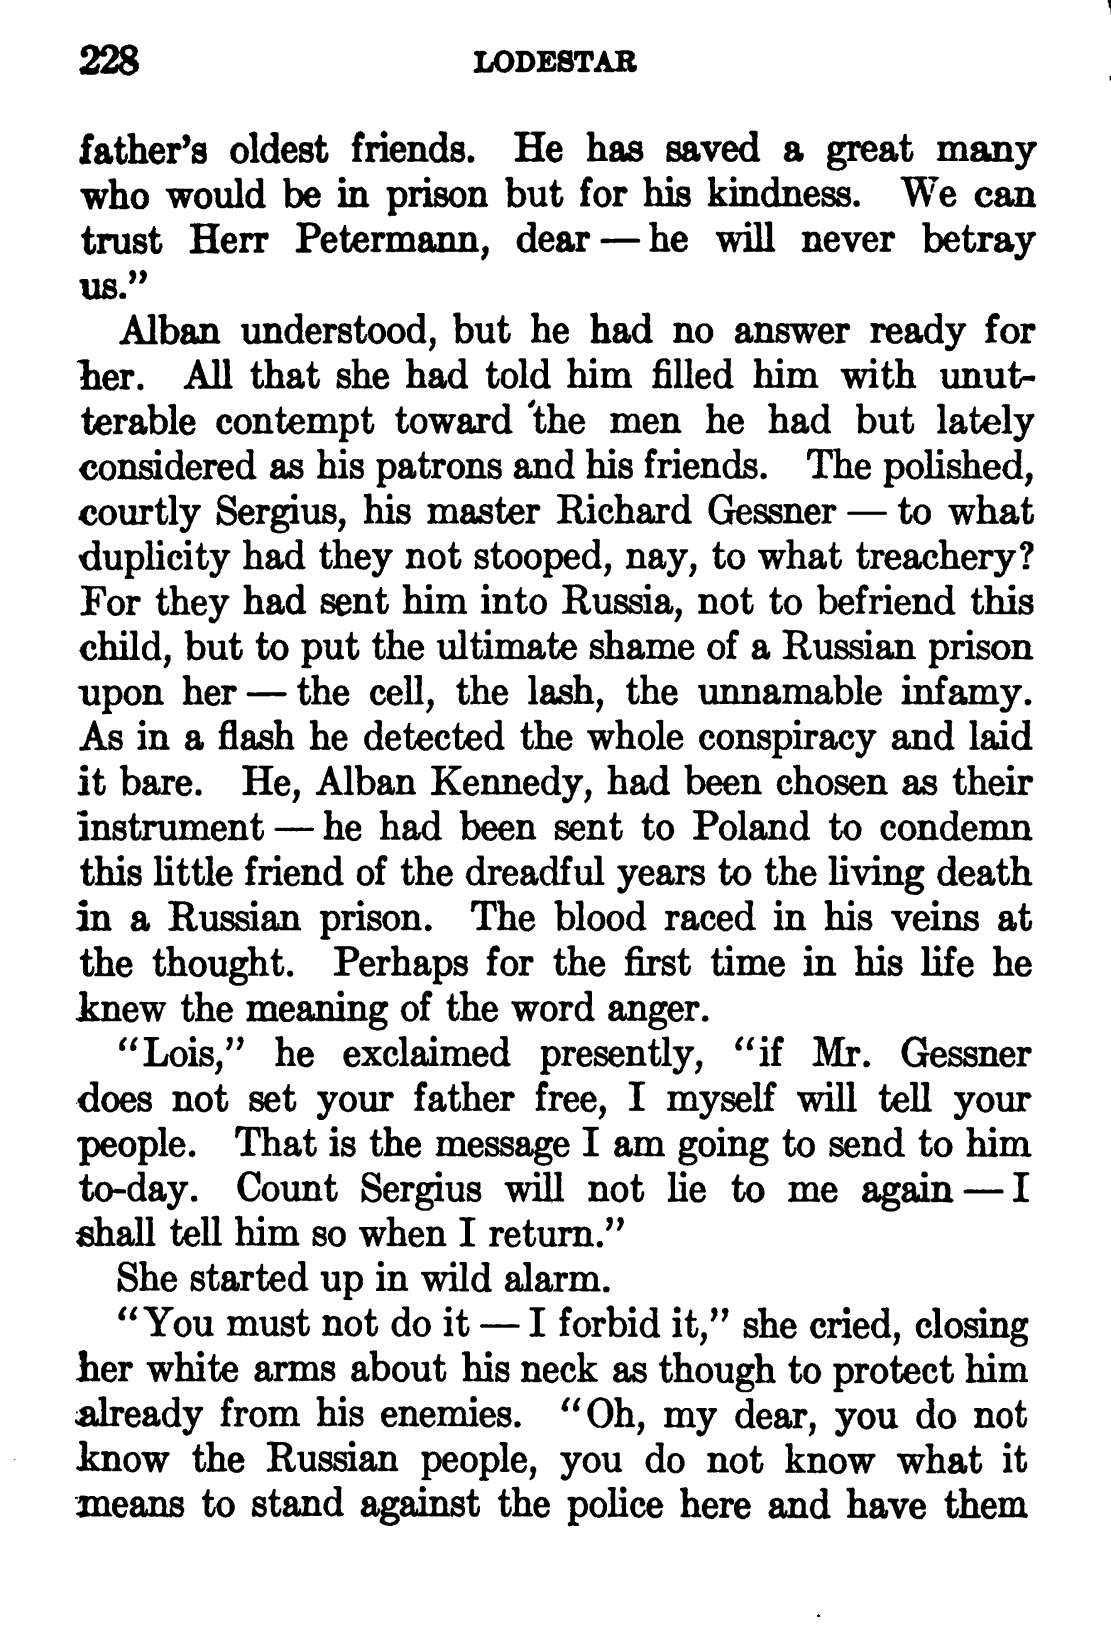 228 LODESTAR
father's oldest friends. He has saved a great many
who would be in prison but for his kindness. We can
trust Herr Petermann, dear — he will never betray
us."
Alban understood, but he had no answer ready for
her. All that she had told him filled him with unut-
terable contempt toward the men he had but lately
considered as his patrons and his friends. The polished,
courtly Sergius, his master Richard Gessner — to what
duplicity had they not stooped, nay, to what treachery?
For they had sent him into Russia, not to befriend this
child, but to put the ultimate shame of a Russian prison
upon her — the cell, the lash, the unnamable infamy.
As in a flash he detected the whole conspiracy and laid
it bare. He, Alban Kennedy, had been chosen as their
instrument — he had been sent to Poland to condemn
this little friend of the dreadful years to the living death
in a Russian prison. The blood raced in his veins at
the thought. Perhaps for the first time in his life he
knew the meaning of the word anger.
"Lois," he exclaimed presently, "if Mr. Gessner
does not set your father free, I myself will tell your
people. That is the message I am going to send to him
to-day. Count Sergius will not lie to me again — I
shall tell him so when I return."
She started up in wild alarm.
"You must not do it — I forbid it," she cried, closing
her white arms about his neck as though to protect him
already from his enemies. "Oh, my dear, you do not
know the Russian people, you do not know what it
means to stand against the police here and have them